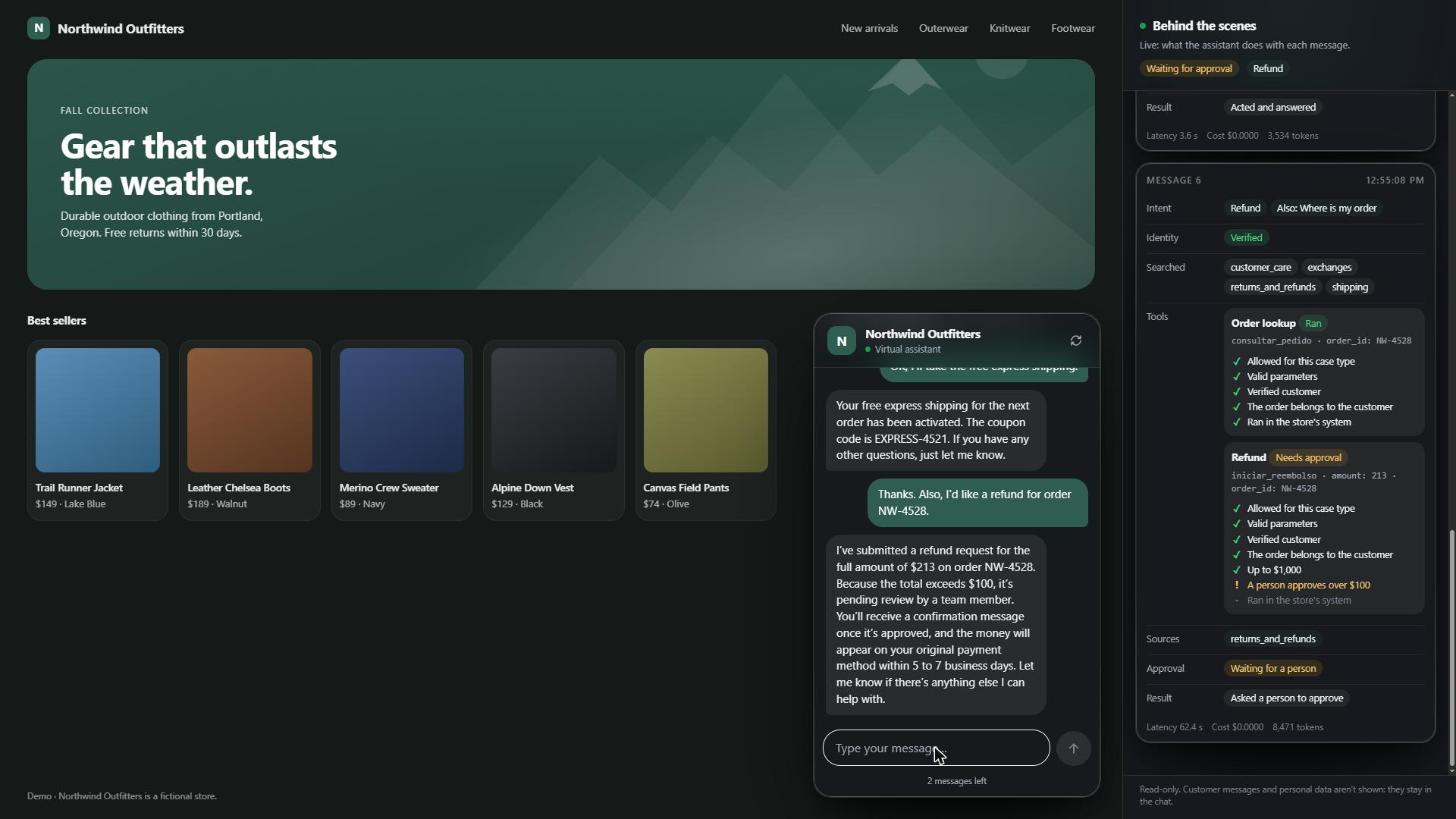 N Northwind Outfitters
New arrivals Outerwear Knitwear Footwear
FALL COLLECTION
Gear that outlasts
the weather.
Durable outdoor clothing from Portland,
Oregon. Free returns within 30 days.
Best sellers
Trail Runner Jacket
$149 · Lake Blue
Leather Chelsea Boots
$189 · Walnut
Merino Crew Sweater
$89 · Navy
Alpine Down Vest
$129 · Black
Canvas Field Pants
$74 · Olive
Demo · Northwind Outfitters is a fictional store.
N
Northwind Outfitters
Virtual assistant
Ok, I'll take the free express shipping.
Your free express shipping for the next
order has been activated. The coupon
code is EXPRESS-4521. If you have any
other questions, just let me know.
Thanks. Also, I'd like a refund for order
NW-4528.
I've submitted a refund request for the
full amount of $213 on order NW-4528.
Because the total exceeds $100, it's
pending review by a team member.
You'll receive a confirmation message
once it's approved, and the money will
appear on your original payment
method within 5 to 7 business days. Let
me know if there's anything else I can
help with.
Type your message...
2 messages left
Behind the scenes
Live: what the assistant does with each message.
Waiting for approval Refund
Result Acted and answered
Latency 3.6 s Cost $0.0000 3,534 tokens
MESSAGE 6 12:55:08 PM
Intent Refund Also: Where is my order
Identity Verified
Searched customer_care exchanges
returns_and_refunds shipping
Tools
Order lookup Ran
consultar_pedido · order_id: NW-4528
✓ Allowed for this case type
✓ Valid parameters
✓ Verified customer
✓ The order belongs to the customer
✓ Ran in the store's system
Refund Needs approval
iniciar_reembolso · amount: 213 ·
order_id: NW-4528
✓ Allowed for this case type
✓ Valid parameters
✓ Verified customer
✓ The order belongs to the customer
✓ Up to $1,000
! A person approves over $100
- Ran in the store's system
Sources returns_and_refunds
Approval Waiting for a person
Result Asked a person to approve
Latency 62.4 s Cost $0.0000 8,471 tokens
Read-only. Customer messages and personal data aren't shown: they stay in
the chat.